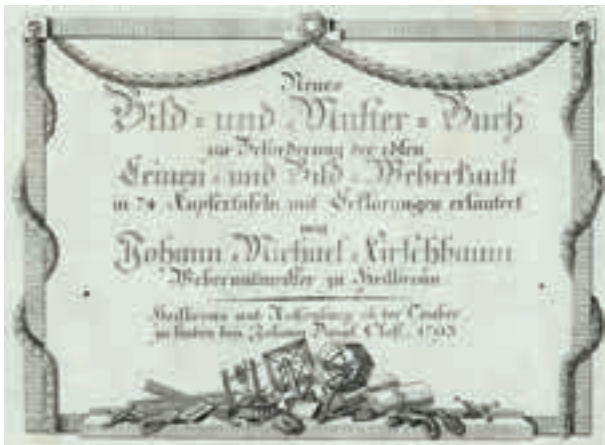 Neues
Bild = und Muster = Buch
zur Beförderung der edlen
Leinen = und Bild = Weberkunst
in 74 Kupfertafeln mit Erklärungen erläutert
von
Johann Michael Kirschbaum
Webermeister zu Heilbronn
Heilbronn und Rothenburg ob der Tauber
zu finden bey Johann Daniel Claß, 1793